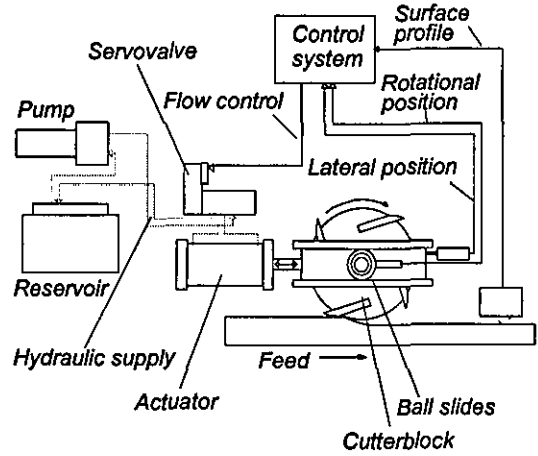 Surface
profile
Control
system
Servovalve
Rotational
position
Flow control
Pump
Lateral position
Reservoir
Hydraulic supply
Feed
Actuator
Ball slides
Cutterblock